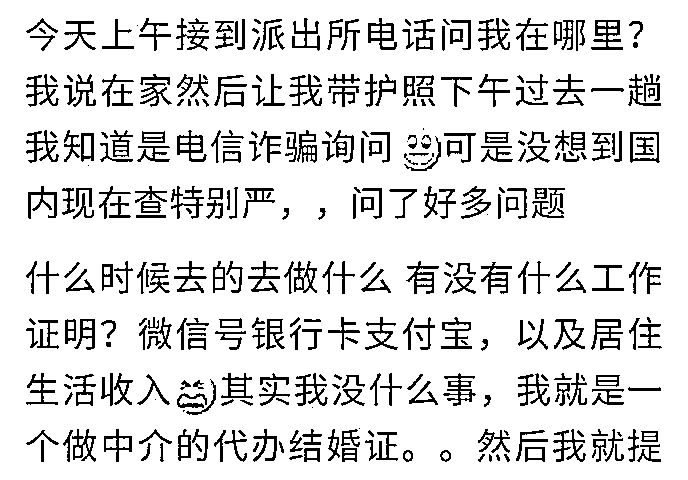 今天上午接到派出所电话问我在哪里？
我说在家然后让我带护照下午过去一趟
我知道是电信诈骗询问可是没想到国
内现在查特别严，，问了好多问题
什么时候去的去做什么 有没有什么工作
证明？微信号银行卡支付宝，以及居住
生活收入其实我没什么事，我就是一
个做中介的代办结婚证。。然后我就提